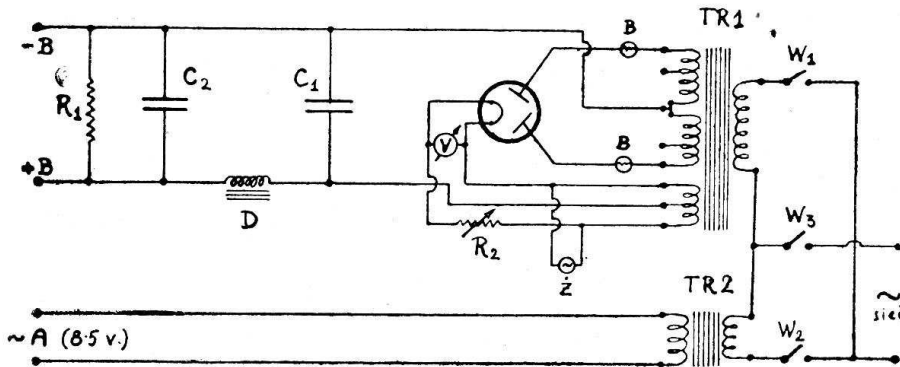 TR1
-B
B
W₁
C₂
C₁
R₁
V
B
+B
D
R₂
W₃
Ż
TR2
~A (8·5 v.)
~
W₂